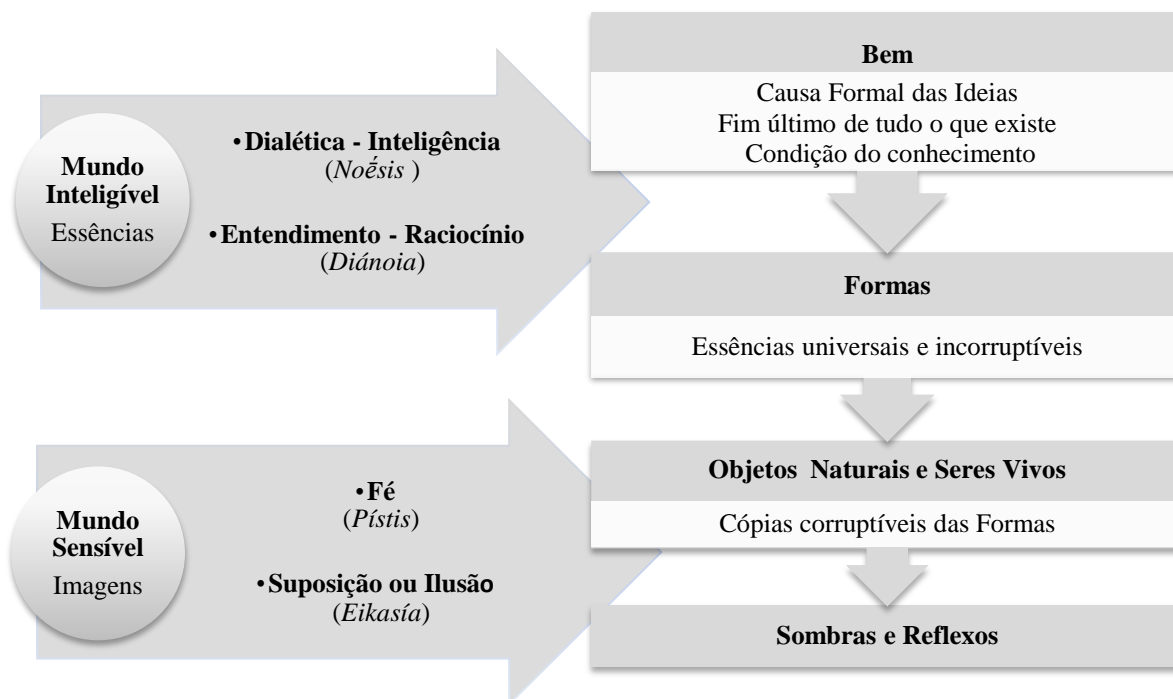 Mundo
Inteligível
Essências
•Dialética - Inteligência
(Noḗsis )
•Entendimento - Raciocínio
(Diánoia)
Bem
Causa Formal das Ideias
Fim último de tudo o que existe
Condição do conhecimento
Formas
Essências universais e incorruptíveis
Mundo
Sensível
Imagens
•Fé
(Pístis)
•Suposição ou Ilusão
(Eikasía)
Objetos Naturais e Seres Vivos
Cópias corruptíveis das Formas
Sombras e Reflexos